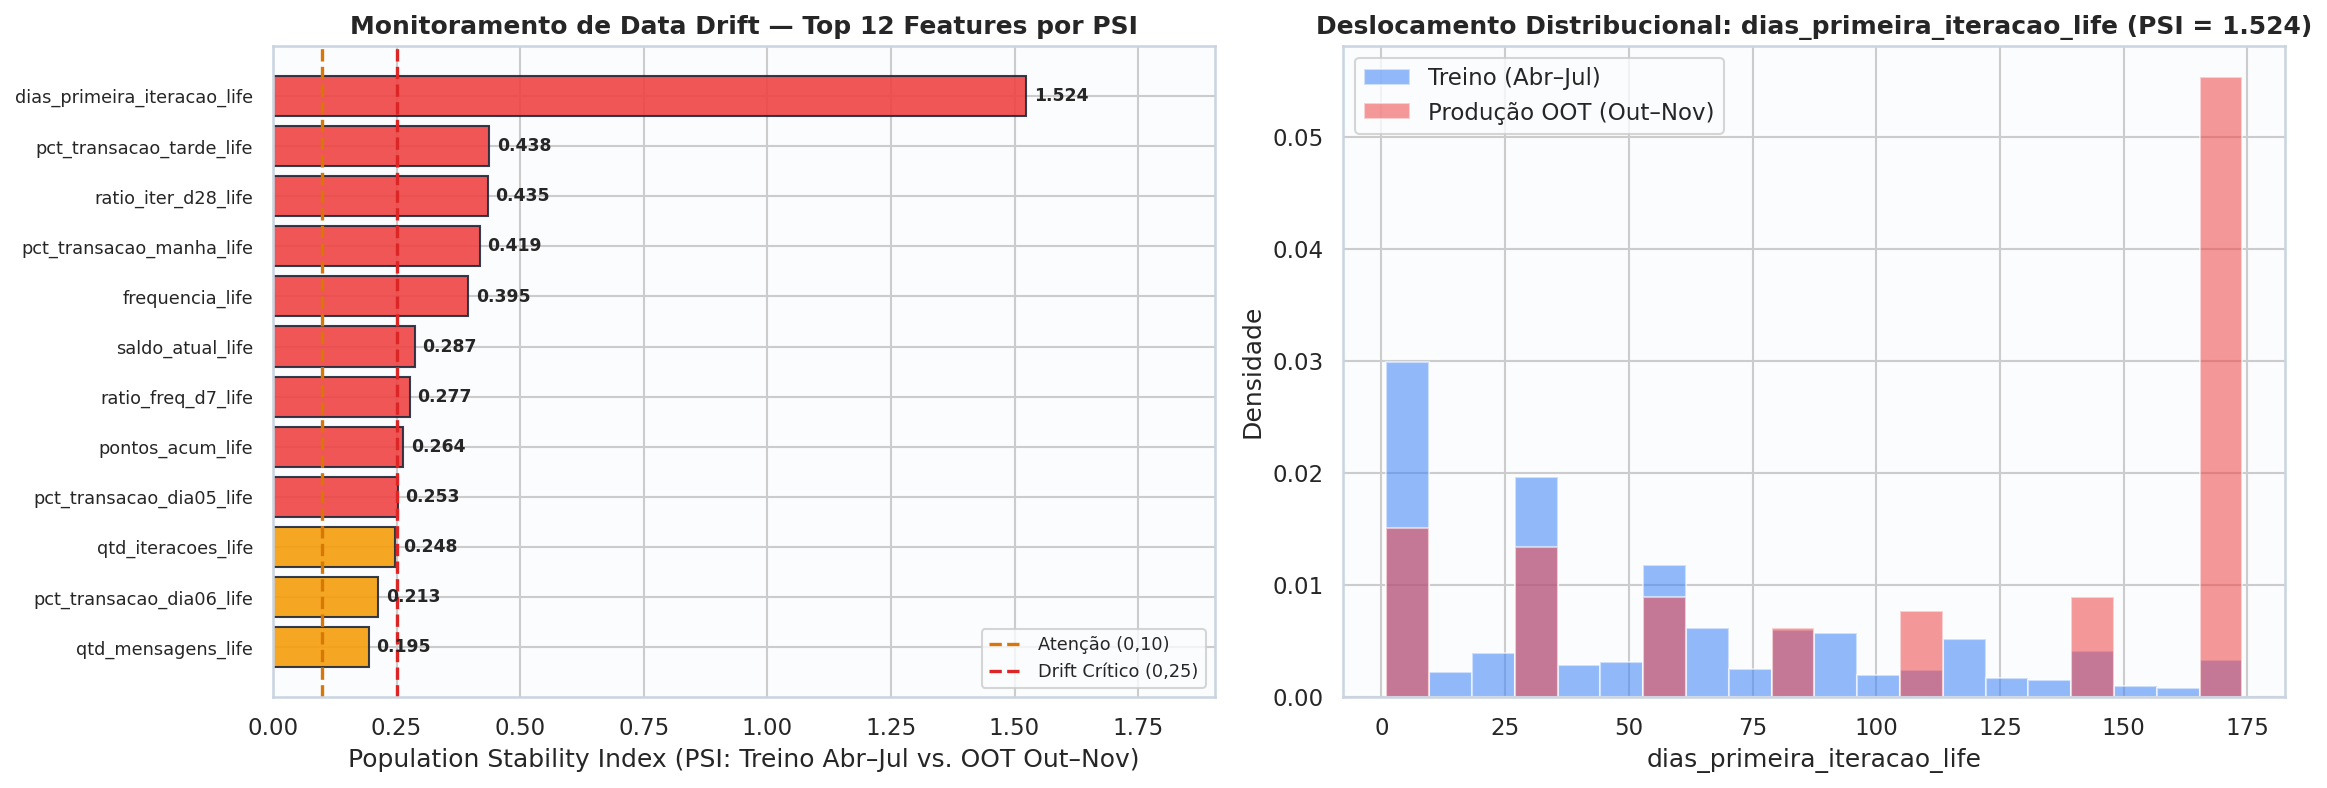 Monitoramento de Data Drift — Top 12 Features por PSI
dias_primeira_iteracao_life
pct_transacao_tarde_life
ratio_iter_d28_life
pct_transacao_manha_life
frequencia_life
saldo_atual_life
ratio_freq_d7_life
pontos_acum_life
pct_transacao_dia05_life
qtd_iteracoes_life
pct_transacao_dia06_life
qtd_mensagens_life
1.524
0.438
0.435
0.419
0.395
0.287
0.277
0.264
0.253
0.248
0.213
0.195
Atenção (0,10)
Drift Crítico (0,25)
0.00 0.25 0.50 0.75 1.00 1.25 1.50 1.75
Population Stability Index (PSI: Treino Abr–Jul vs. OOT Out–Nov)
Deslocamento Distribucional: dias_primeira_iteracao_life (PSI = 1.524)
Treino (Abr–Jul)
Produção OOT (Out–Nov)
Densidade
0.05
0.04
0.03
0.02
0.01
0.00
0 25 50 75 100 125 150 175
dias_primeira_iteracao_life